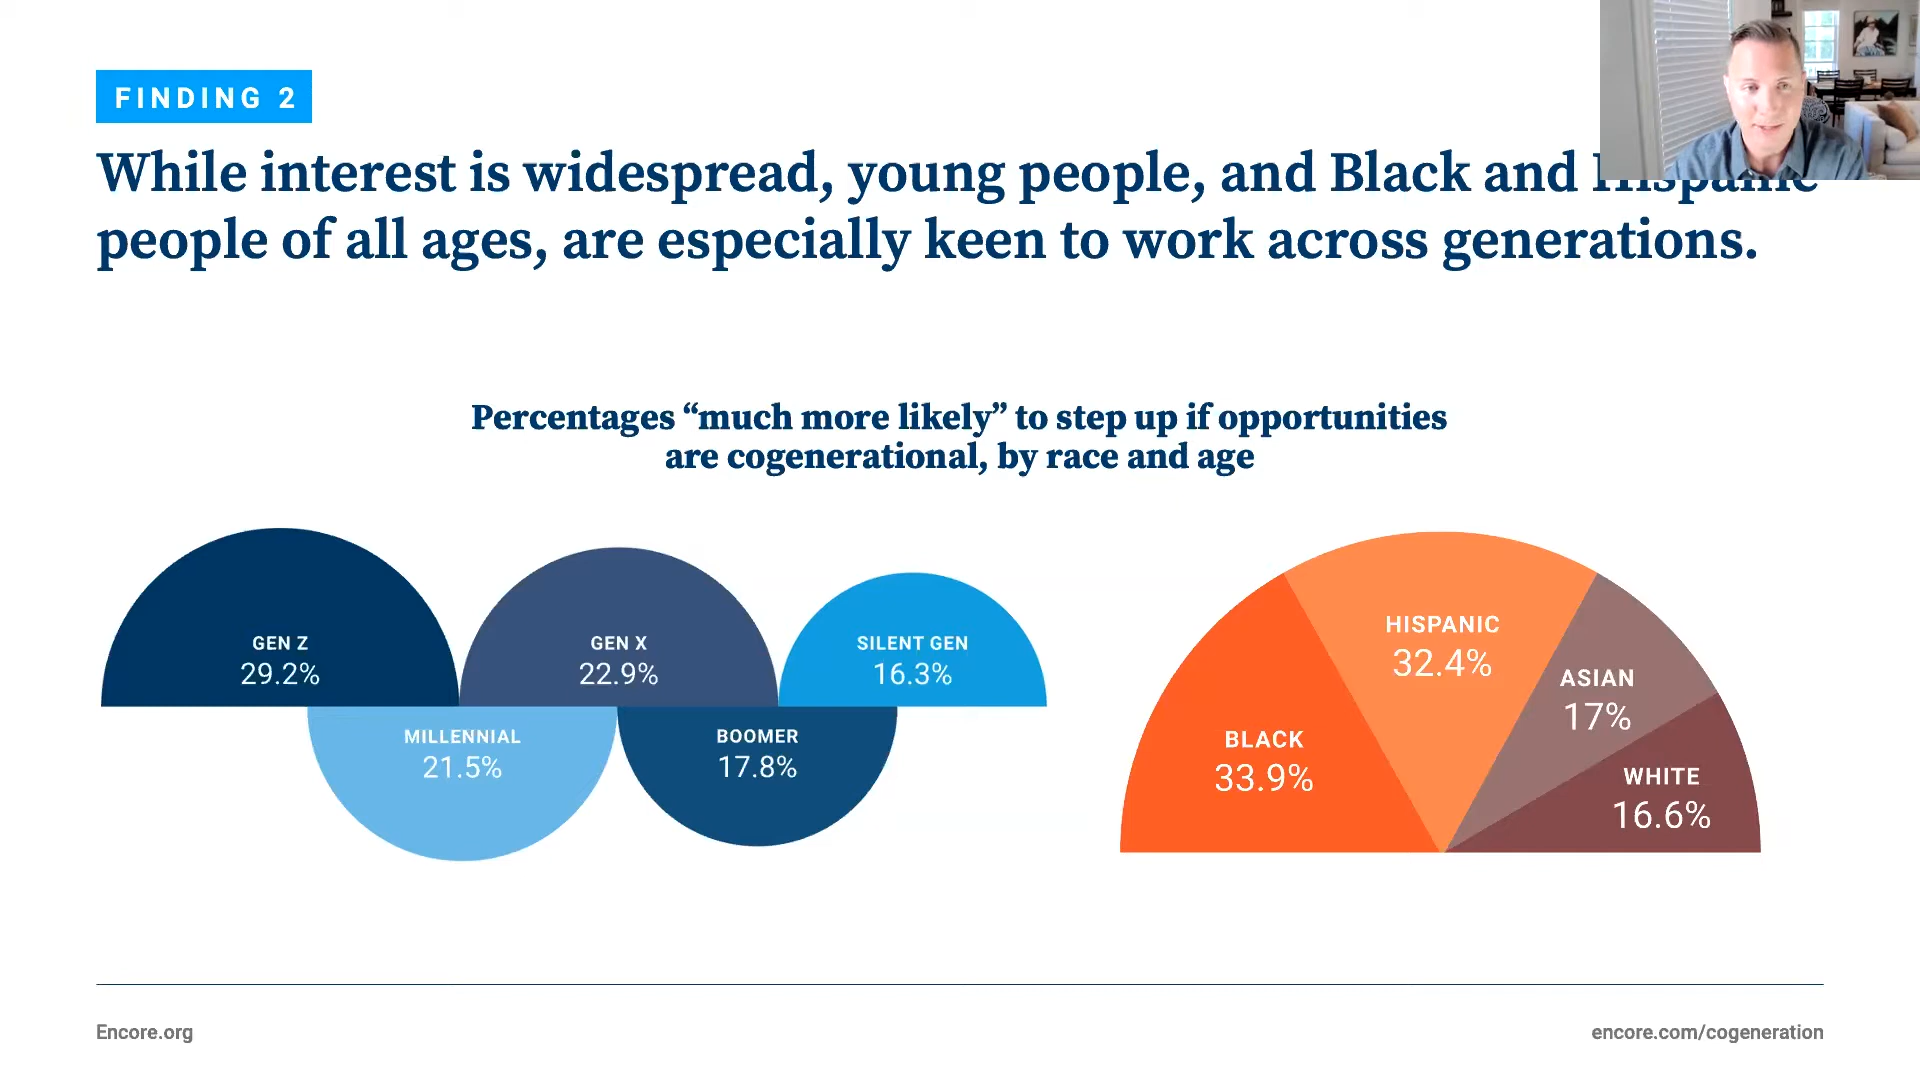 FINDING 2
While interest is widespread, young people, and Black and Hispanic
people of all ages, are especially keen to work across generations.
Percentages “much more likely” to step up if opportunities
are cogenerational, by race and age
GEN Z
29.2%
GEN X
22.9%
SILENT GEN
16.3%
MILLENNIAL
21.5%
BOOMER
17.8%
HISPANIC
32.4%
ASIAN
17%
BLACK
33.9%
WHITE
16.6%
Encore.org
encore.com/cogeneration